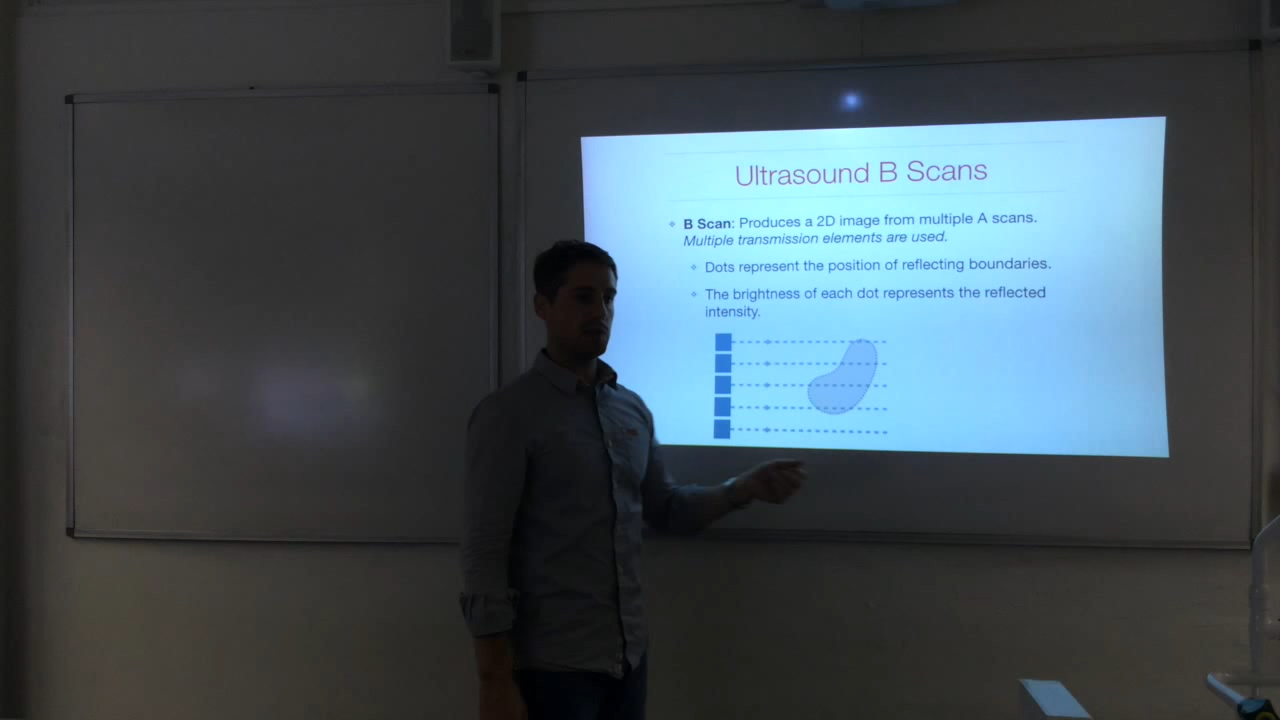 Ultrasound B Scans
B Scan: Produces a 2D image from multiple A scans.
Multiple transmission elements are used.
Dots represent the position of reflecting boundaries.
The brightness of each dot represents the reflected
intensity.